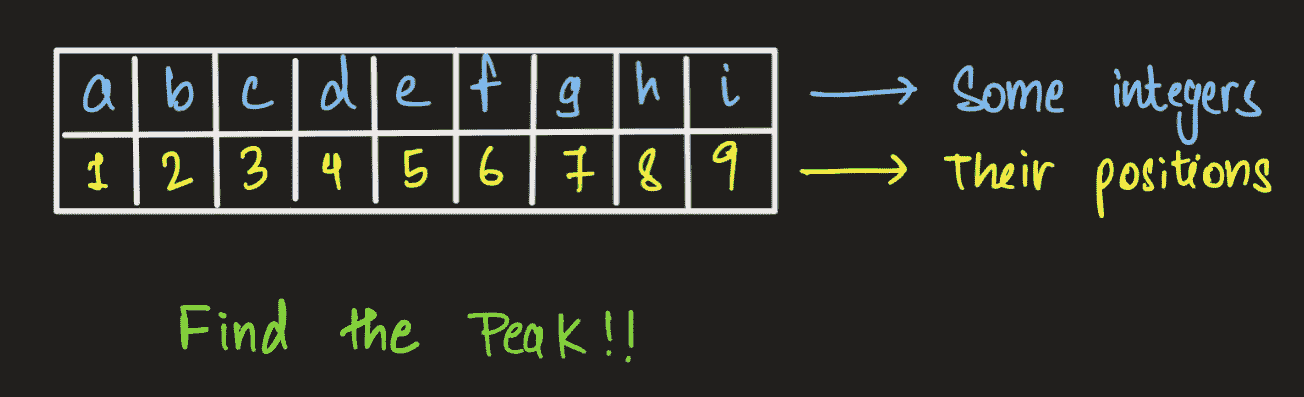 a b c d e f g h i → Some integers
1 2 3 4 5 6 7 8 9 → Their positions
Find the Peak!!